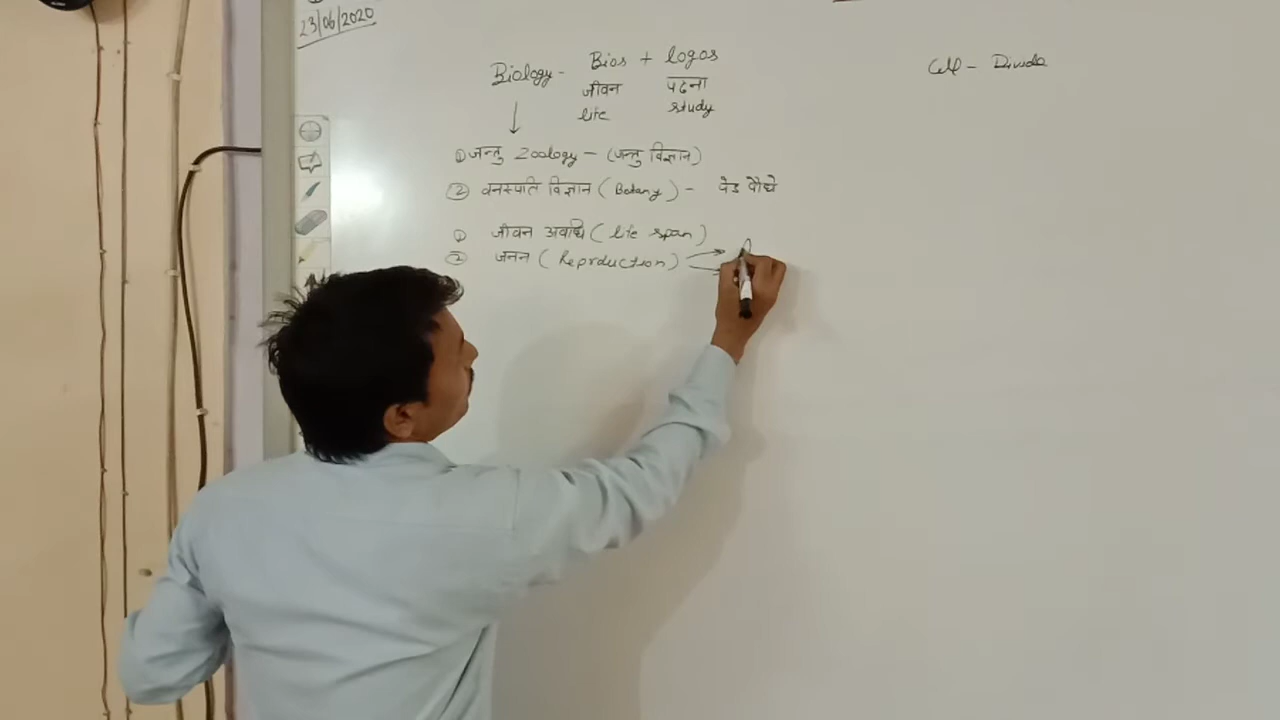 23/06/2020
Biology - Bios + logos
जीवन पढना
life study
① जन्तु Zoology - (जन्तु विज्ञान)
② वनस्पति विज्ञान (Botany) - पेड पौधे
① जीवन अवधि (life span)
② जनन (Reprduction)
Cell - Divide